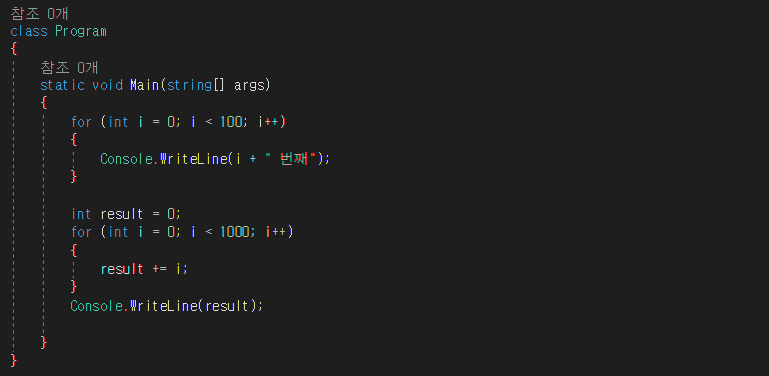 참조 0개
class Program
{
참조 0개
static void Main(string[] args)
{
for (int i = 0; i < 100; i++)
{
Console.WriteLine(i + " 번째");
}
int result = 0;
for (int i = 0; i < 1000; i++)
{
result += i;
}
Console.WriteLine(result);
}
}